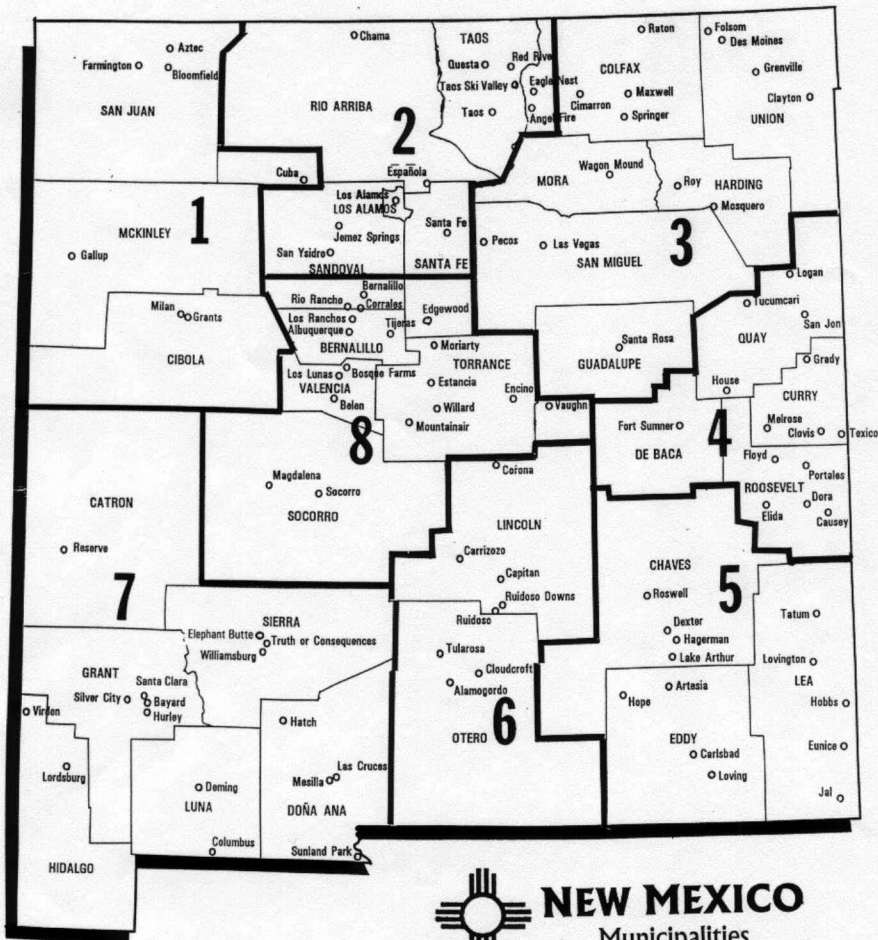 Chama
TAOS
Raton
Folsom
Des Moines
Aztec
Farmington
Bloomfield
Questa
Red River
COLFAX
Grenville
SAN JUAN
RIO ARRIBA
Taos Ski Valley
Eagle Nest
Cimarron
Maxwell
Clayton
Taos
Angel Fire
Springer
UNION
2
Cuba
Española
MORA
Wagon Mound
Roy
HARDING
Los Alamos
LOS ALAMOS
Mosquero
MCKINLEY
1
Jemez Springs
Santa Fe
Pecos
Las Vegas
3
Gallup
San Ysidro
SANDOVAL
SANTA FE
SAN MIGUEL
Logan
Bernalillo
Rio Rancho
Corrales
Edgewood
Tucumcari
Milan
Grants
Los Ranchos
Albuquerque
Tijeras
San Jon
BERNALILLO
Moriarty
Santa Rosa
QUAY
CIBOLA
TORRANCE
GUADALUPE
Grady
Los Lunas
Bosque Farms
VALENCIA
Estancia
Encino
House
CURRY
Belen
Willard
Vaughn
Mountainair
Fort Sumner
4
Melrose
Clovis
Texico
8
DE BACA
Floyd
Corona
Portales
Magdalena
ROOSEVELT
CATRON
Socorro
Elida
Dora
Causey
SOCORRO
LINCOLN
Reserve
Carrizozo
CHAVES
7
Capitan
5
Roswell
Ruidoso Downs
SIERRA
Ruidoso
Tatum
Elephant Butte
Truth or Consequences
Dexter
Williamsburg
Tularosa
Hagerman
GRANT
Lake Arthur
Lovington
Santa Clara
Cloudcroft
LEA
Silver City
Bayard
Alamogordo
Artesia
Virden
Hurley
Hope
Hobbs
Hatch
6
OTERO
EDDY
Eunice
Lordsburg
Las Cruces
Carlsbad
Mesilla
Deming
Loving
LUNA
DOÑA ANA
Jal
Columbus
Sunland Park
HIDALGO
NEW MEXICO
Municipalities